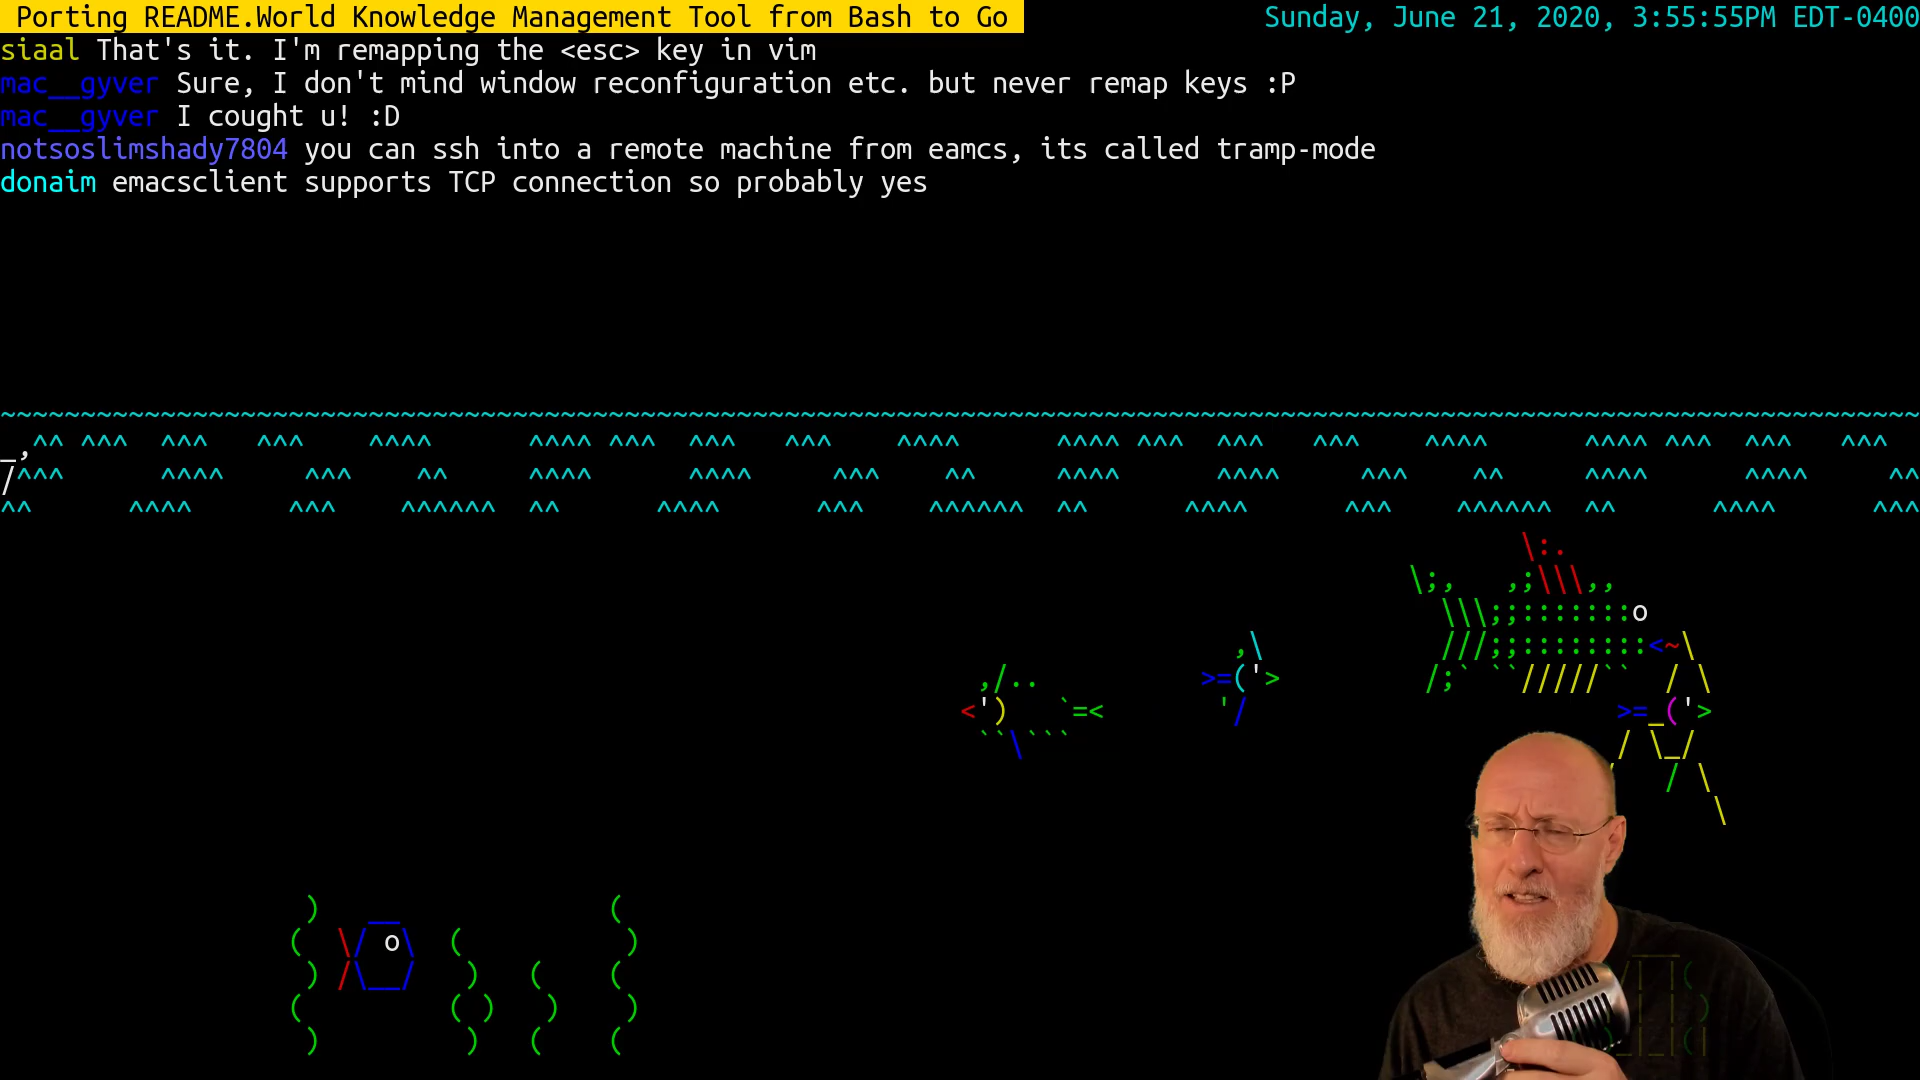 Porting README.World Knowledge Management Tool from Bash to Go
Sunday, June 21, 2020, 3:55:55PM EDT-0400
siaal That's it. I'm remapping the <esc> key in vim
mac__gyver Sure, I don't mind window reconfiguration etc. but never remap keys :P
mac__gyver I cought u! :D
notsoslimshady7804 you can ssh into a remote machine from eamcs, its called tramp-mode
donaim emacsclient supports TCP connection so probably yes